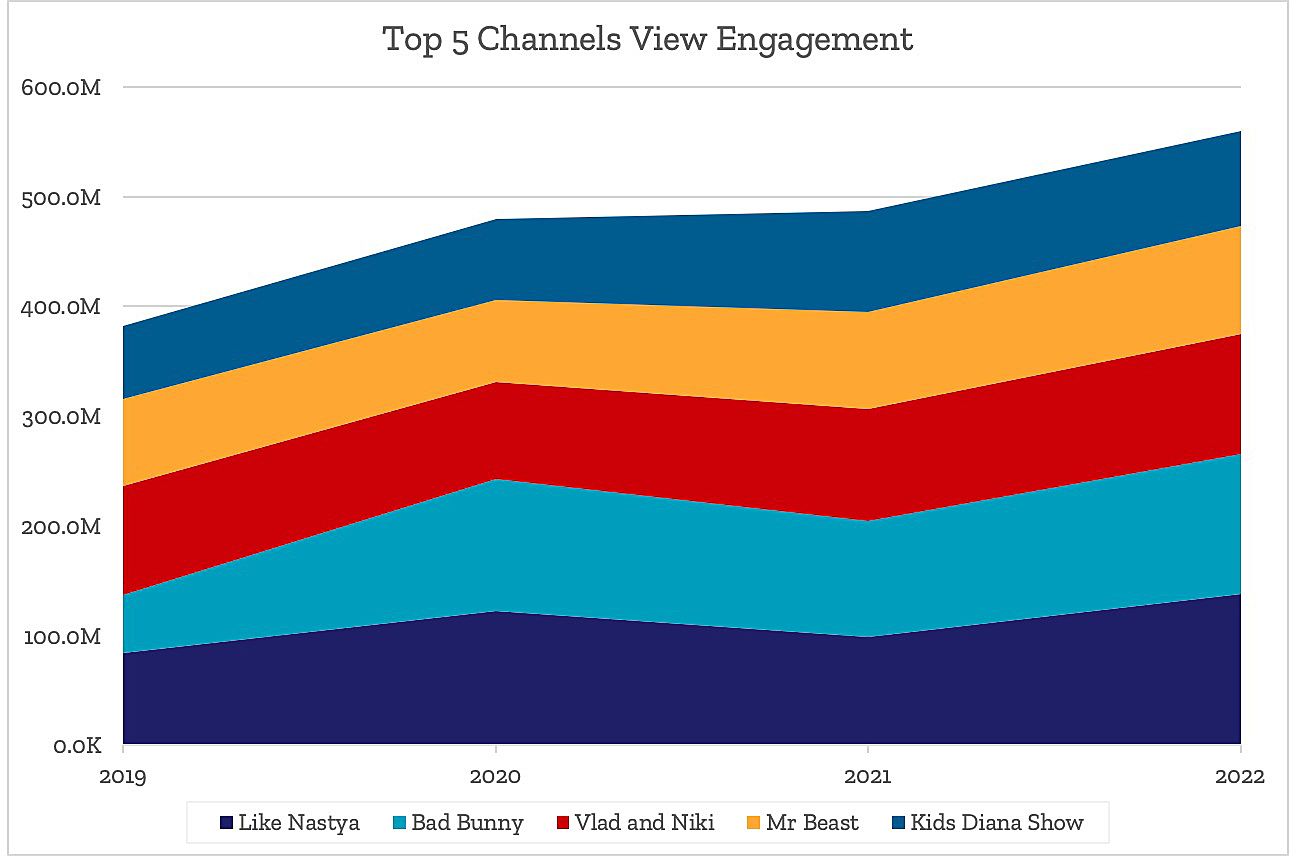 Top 5 Channels View Engagement
600.0M
500.0M
400.0M
300.0M
200.0M
100.0M
0.0K
2019 2020 2021 2022
Like Nastya Bad Bunny Vlad and Niki Mr Beast Kids Diana Show